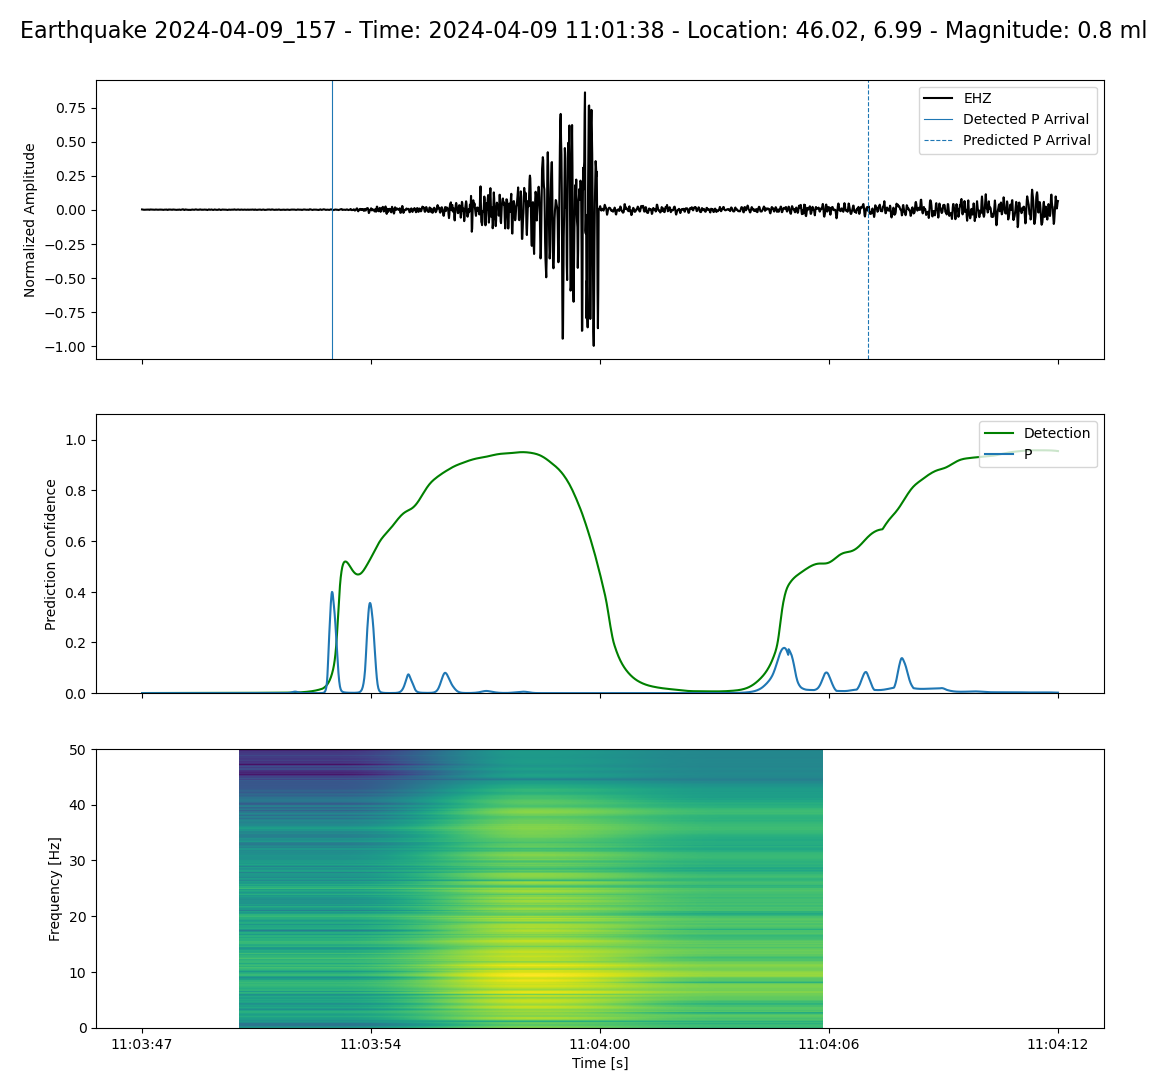 Earthquake 2024-04-09_157 - Time: 2024-04-09 11:01:38 - Location: 46.02, 6.99 - Magnitude: 0.8 ml
Normalized Amplitude
0.75
0.50
0.25
0.00
−0.25
−0.50
−0.75
−1.00
EHZ
Detected P Arrival
Predicted P Arrival
Prediction Confidence
1.0
0.8
0.6
0.4
0.2
0.0
Detection
P
Frequency [Hz]
50
40
30
20
10
0
11:03:47
11:03:54
11:04:00
11:04:06
11:04:12
Time [s]